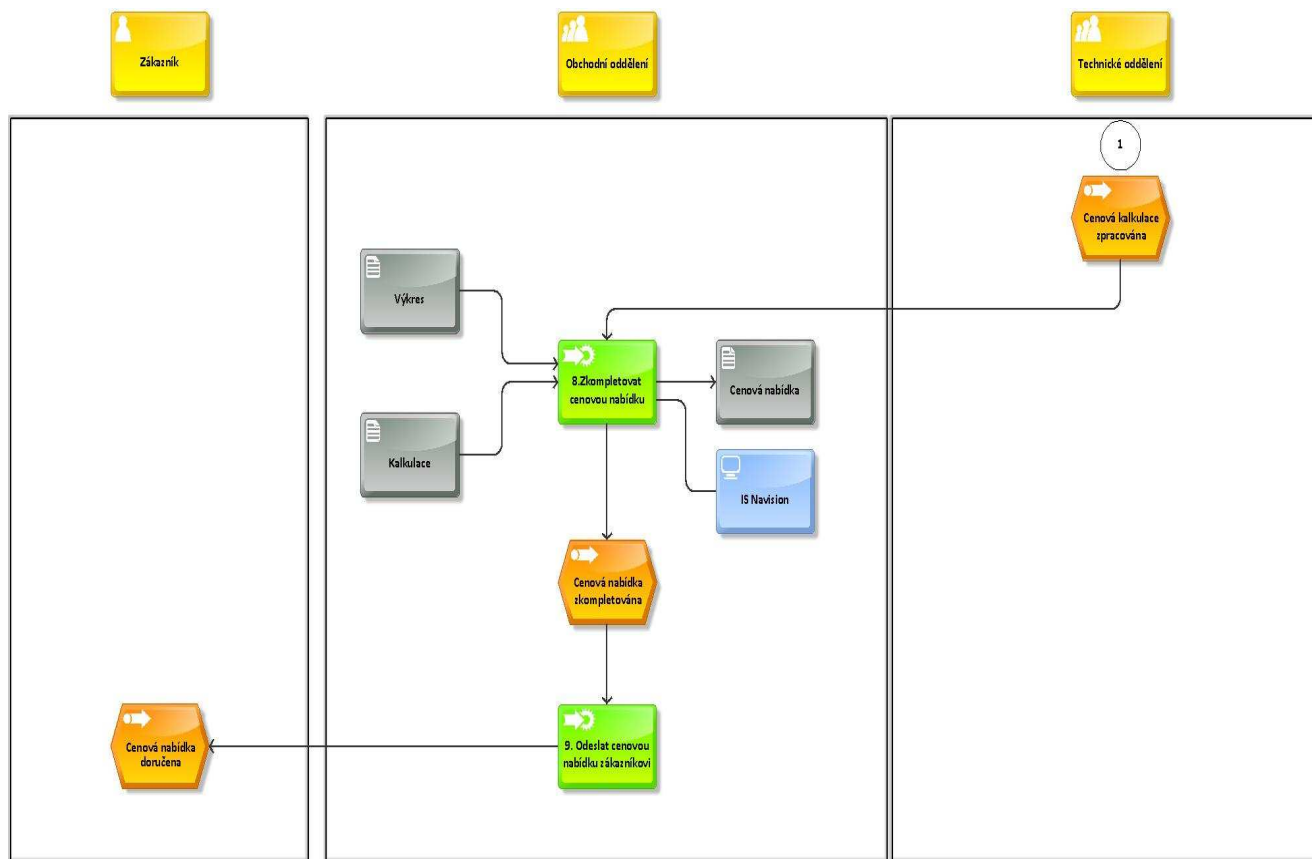 Zákazník
Obchodní oddělení
Technické oddělení
1
Cenová kalkulace
zpracována
Výkres
8.Zkompletovat
cenovou nabídku
Cenová nabídka
Kalkulace
IS Navision
Cenová nabídka
zkompletována
Cenová nabídka
doručena
9. Odeslat cenovou
nabídku zákazníkovi